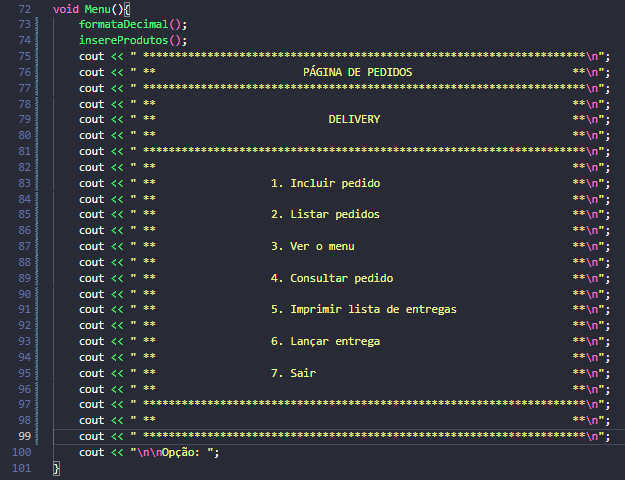 72 void Menu(){
73     formataDecimal();
74     insereProdutos();
75     cout << " *********************************************************************\n";
76     cout << " **                       PÁGINA DE PEDIDOS                         **\n";
77     cout << " *********************************************************************\n";
78     cout << " **                                                                 **\n";
79     cout << " **                           DELIVERY                              **\n";
80     cout << " **                                                                 **\n";
81     cout << " *********************************************************************\n";
82     cout << " **                                                                 **\n";
83     cout << " **                  1. Incluir pedido                              **\n";
84     cout << " **                                                                 **\n";
85     cout << " **                  2. Listar pedidos                              **\n";
86     cout << " **                                                                 **\n";
87     cout << " **                  3. Ver o menu                                  **\n";
88     cout << " **                                                                 **\n";
89     cout << " **                  4. Consultar pedido                            **\n";
90     cout << " **                                                                 **\n";
91     cout << " **                  5. Imprimir lista de entregas                  **\n";
92     cout << " **                                                                 **\n";
93     cout << " **                  6. Lançar entrega                              **\n";
94     cout << " **                                                                 **\n";
95     cout << " **                  7. Sair                                        **\n";
96     cout << " **                                                                 **\n";
97     cout << " *********************************************************************\n";
98     cout << " **                                                                 **\n";
99     cout << " *********************************************************************\n";
100     cout << "\n\nOpção: ";
101 }